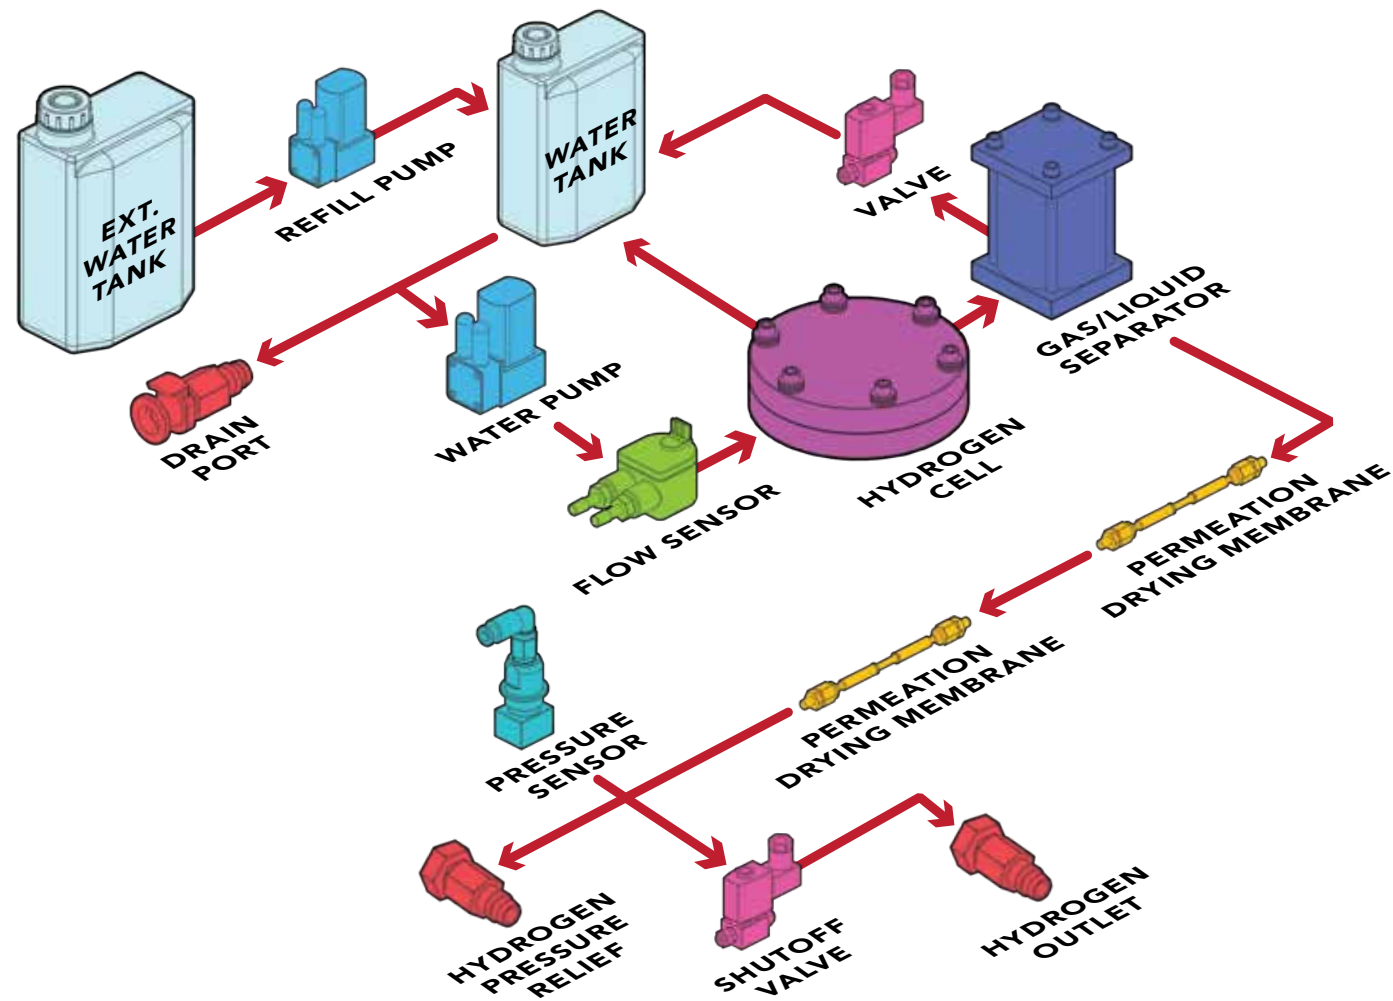 EXT.
WATER
TANK
REFILL PUMP
WATER
TANK
VALVE
GAS/LIQUID
SEPARATOR
DRAIN
PORT
WATER PUMP
FLOW SENSOR
HYDROGEN
CELL
PERMEATION
DRYING MEMBRANE
PERMEATION
DRYING MEMBRANE
PRESSURE
SENSOR
HYDROGEN
PRESSURE
RELIEF
SHUTOFF
VALVE
HYDROGEN
OUTLET